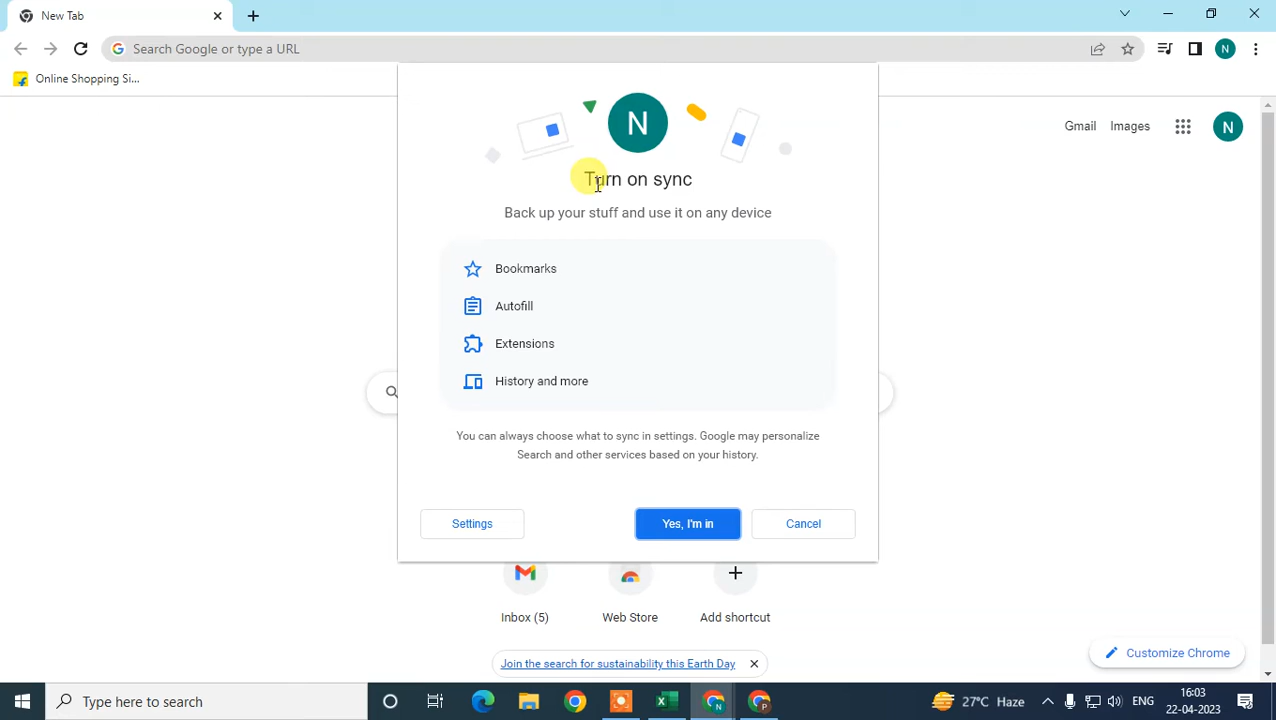 New Tab
Search Google or type a URL
N
Online Shopping Si...
Gmail
Images
N
N
Turn on sync
Back up your stuff and use it on any device
Bookmarks
Autofill
Extensions
History and more
You can always choose what to sync in settings. Google may personalize
Search and other services based on your history.
Settings
Yes, I'm in
Cancel
Inbox (5)
Web Store
Add shortcut
Join the search for sustainability this Earth Day
Customize Chrome
Type here to search
N
P
27°C Haze
ENG
16:03
22-04-2023